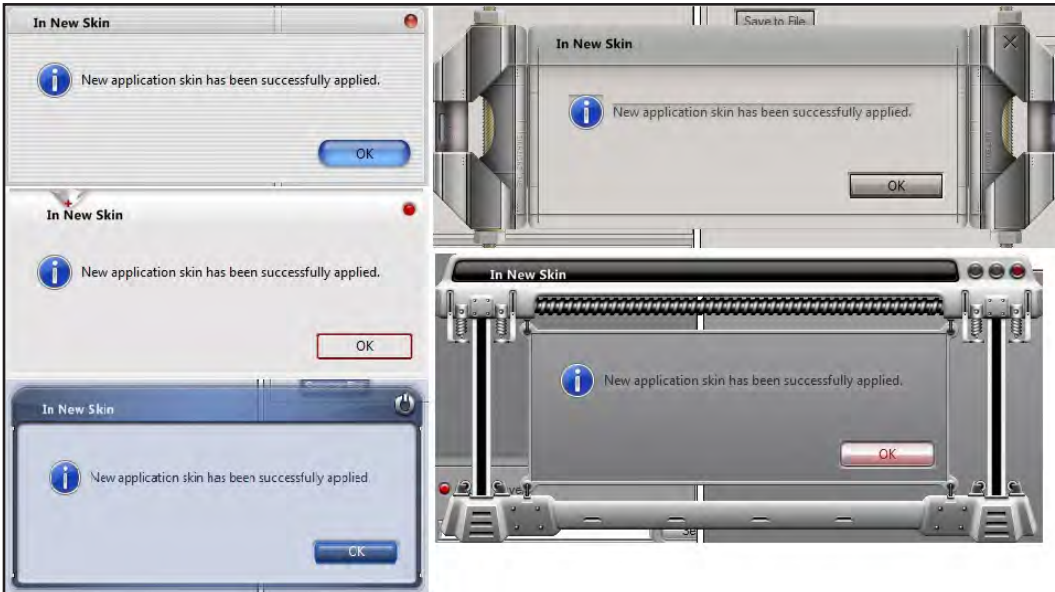 In New Skin
New application skin has been successfully applied.
OK
In New Skin
New application skin has been successfully applied.
OK
In New Skin
New application skin has been successfully applied.
OK
Save to File
In New Skin
New application skin has been successfully applied.
OK
In New Skin
New application skin has been successfully applied.
OK
Se